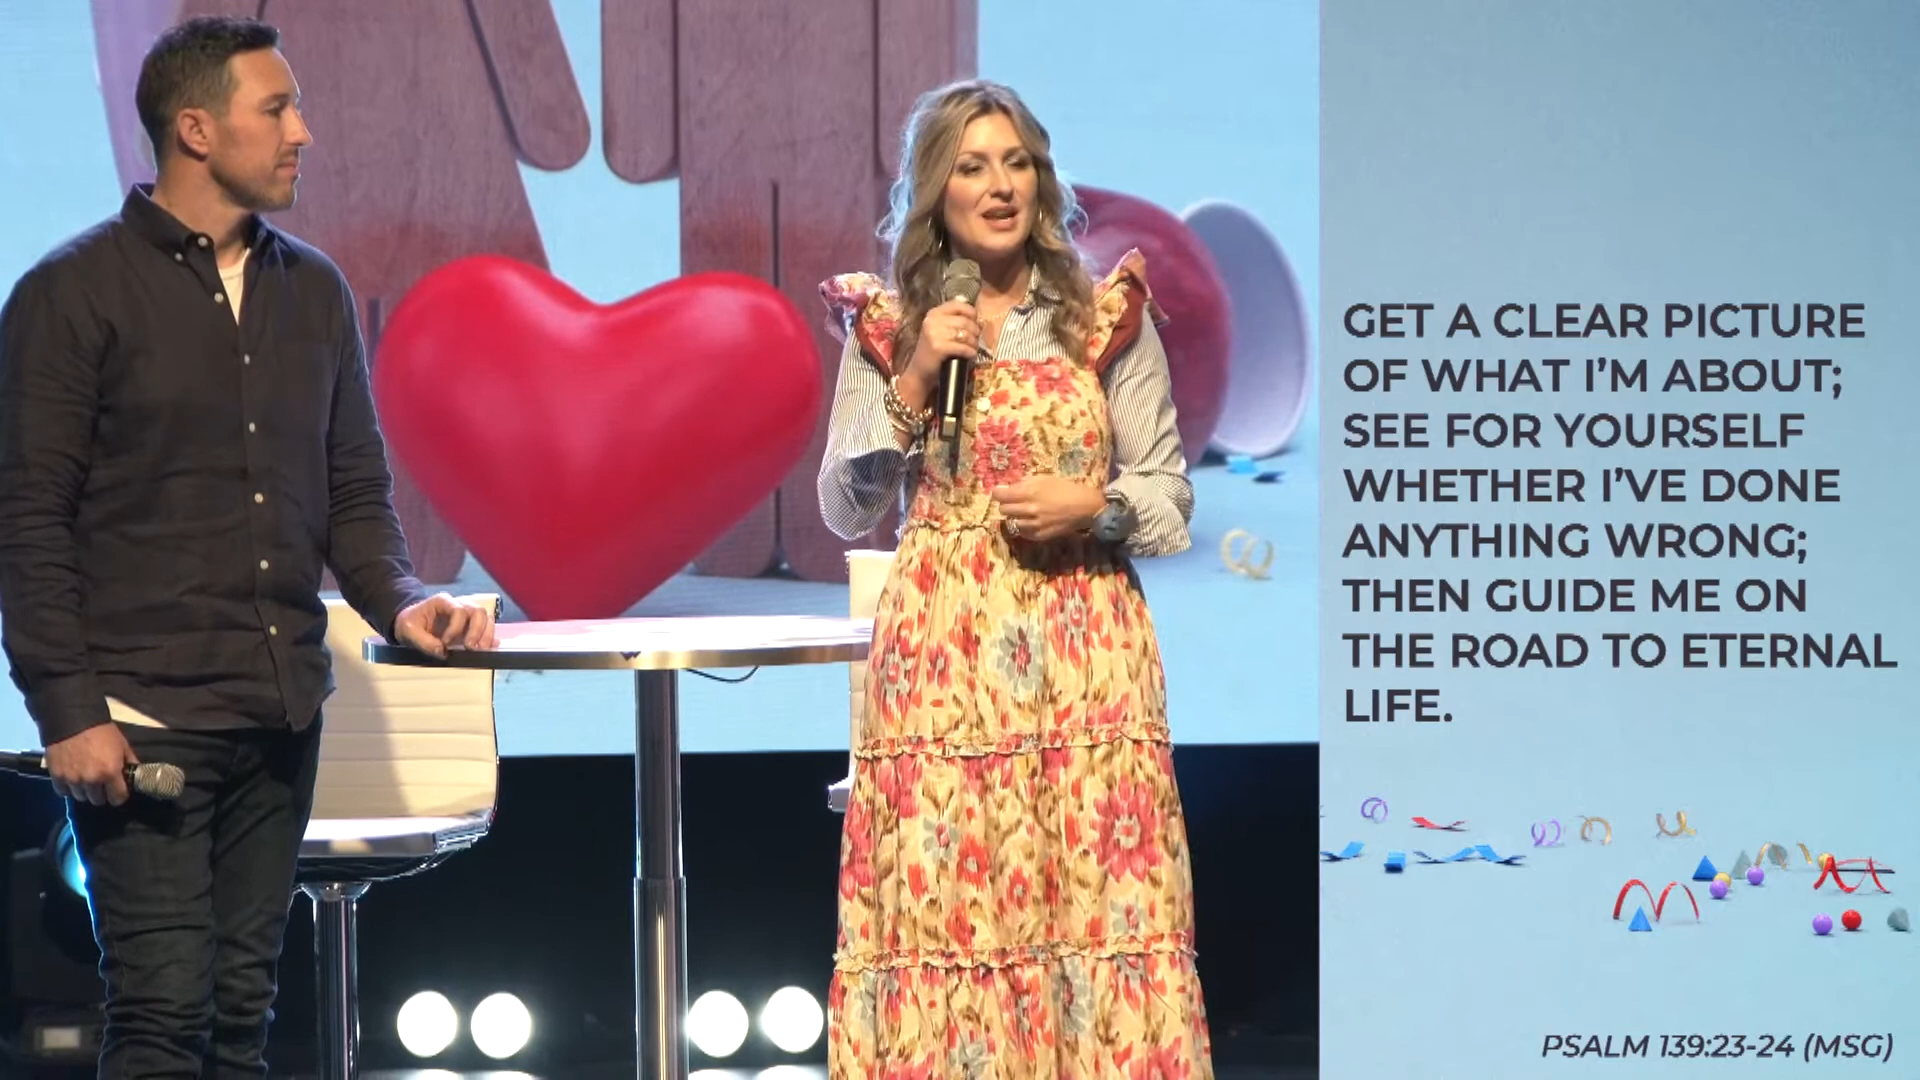 GET A CLEAR PICTURE
OF WHAT I'M ABOUT;
SEE FOR YOURSELF
WHETHER I'VE DONE
ANYTHING WRONG;
THEN GUIDE ME ON
THE ROAD TO ETERNAL
LIFE.
PSALM 139:23-24 (MSG)